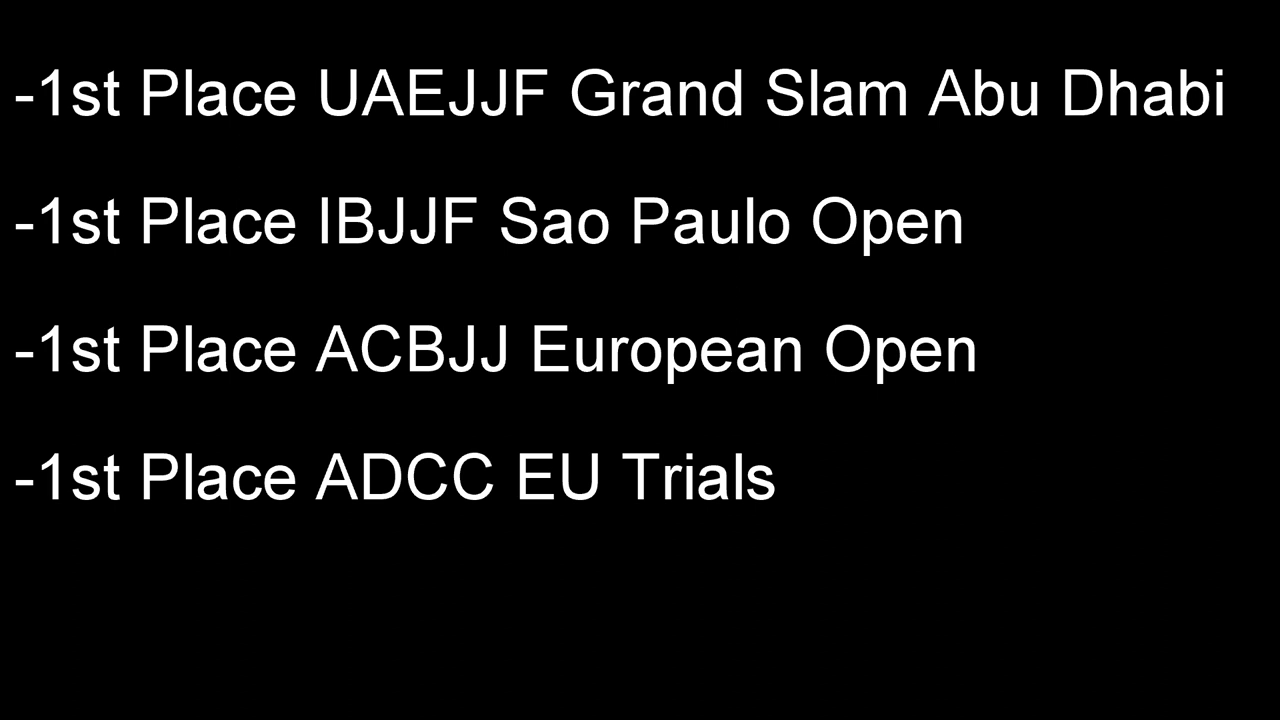 -1st Place UAEJJF Grand Slam Abu Dhabi
-1st Place IBJJF Sao Paulo Open
-1st Place ACBJJ European Open
-1st Place ADCC EU Trials